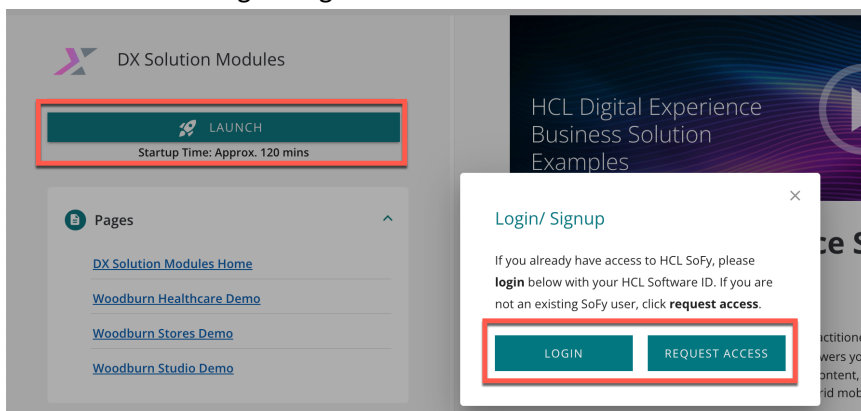 DX Solution Modules
LAUNCH
Startup Time: Approx. 120 mins
Pages
DX Solution Modules Home
Woodburn Healthcare Demo
Woodburn Stores Demo
Woodburn Studio Demo
HCL Digital Experience
Business Solution
Examples
Login/ Signup
If you already have access to HCL SoFy, please
login below with your HCL Software ID. If you are
not an existing SoFy user, click request access.
LOGIN
REQUEST ACCESS